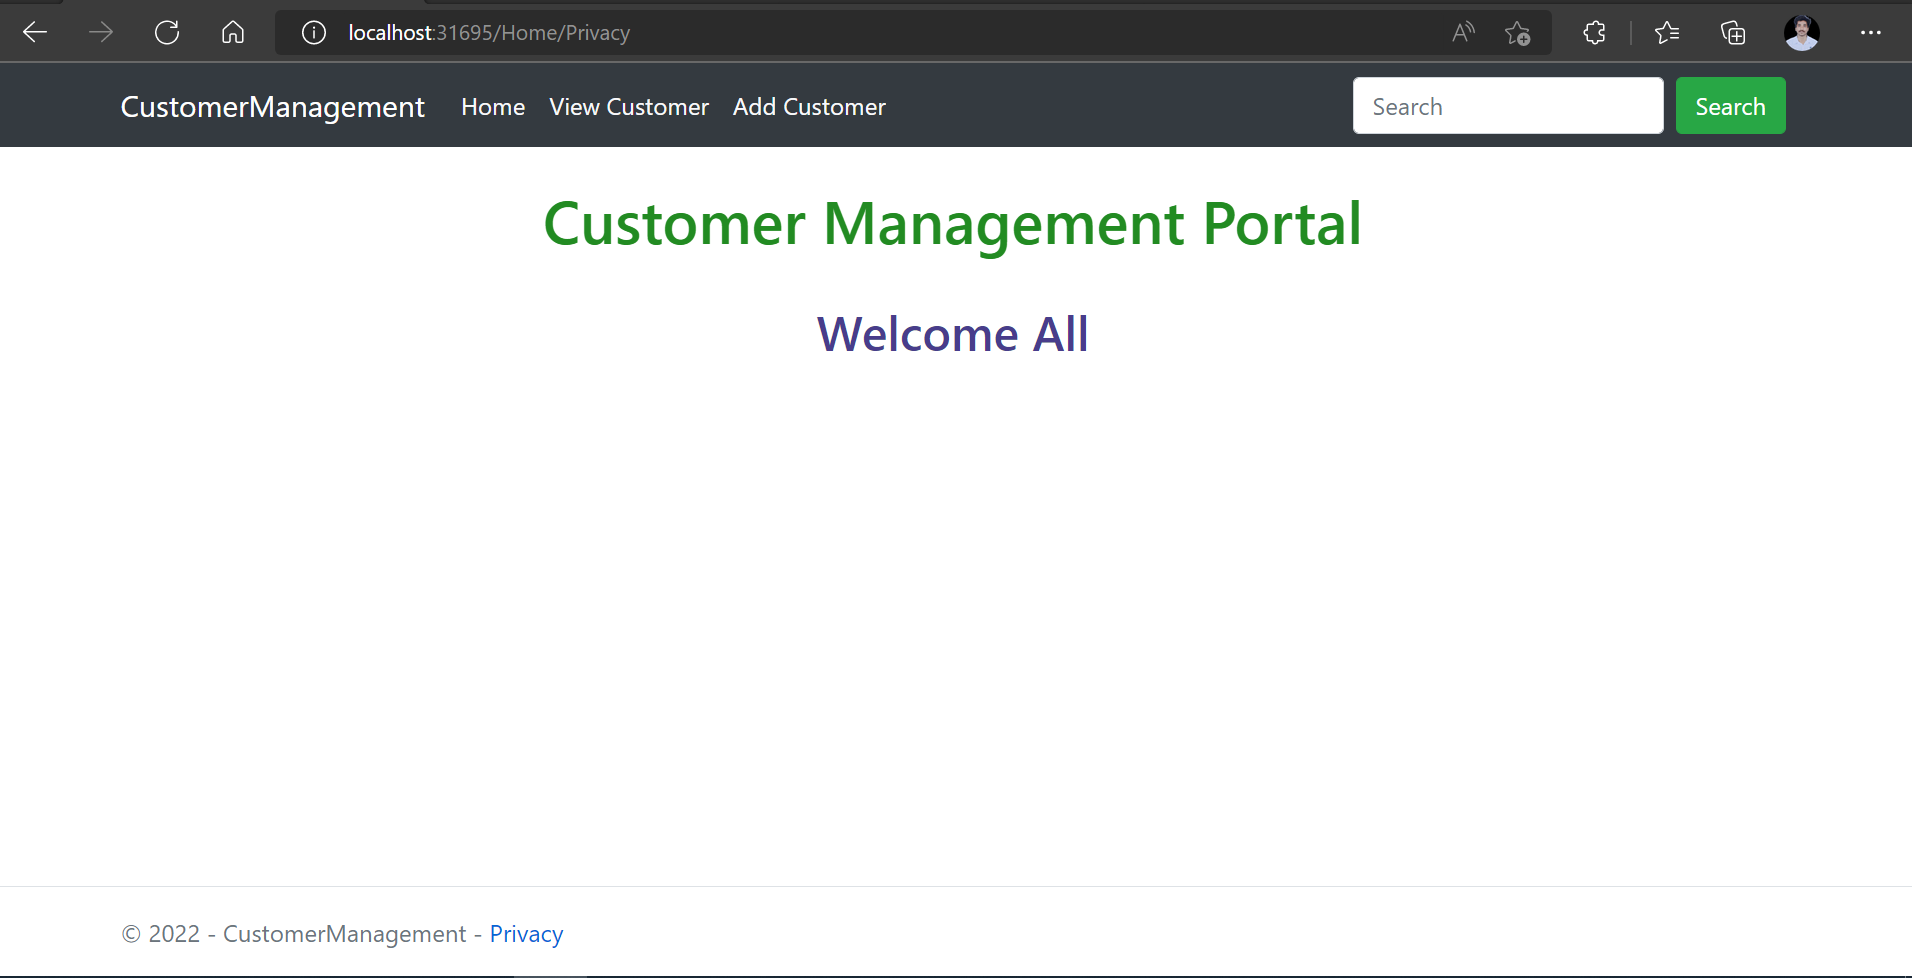 localhost:31695/Home/Privacy
CustomerManagement Home View Customer Add Customer Search Search
Customer Management Portal
Welcome All
© 2022 - CustomerManagement - Privacy